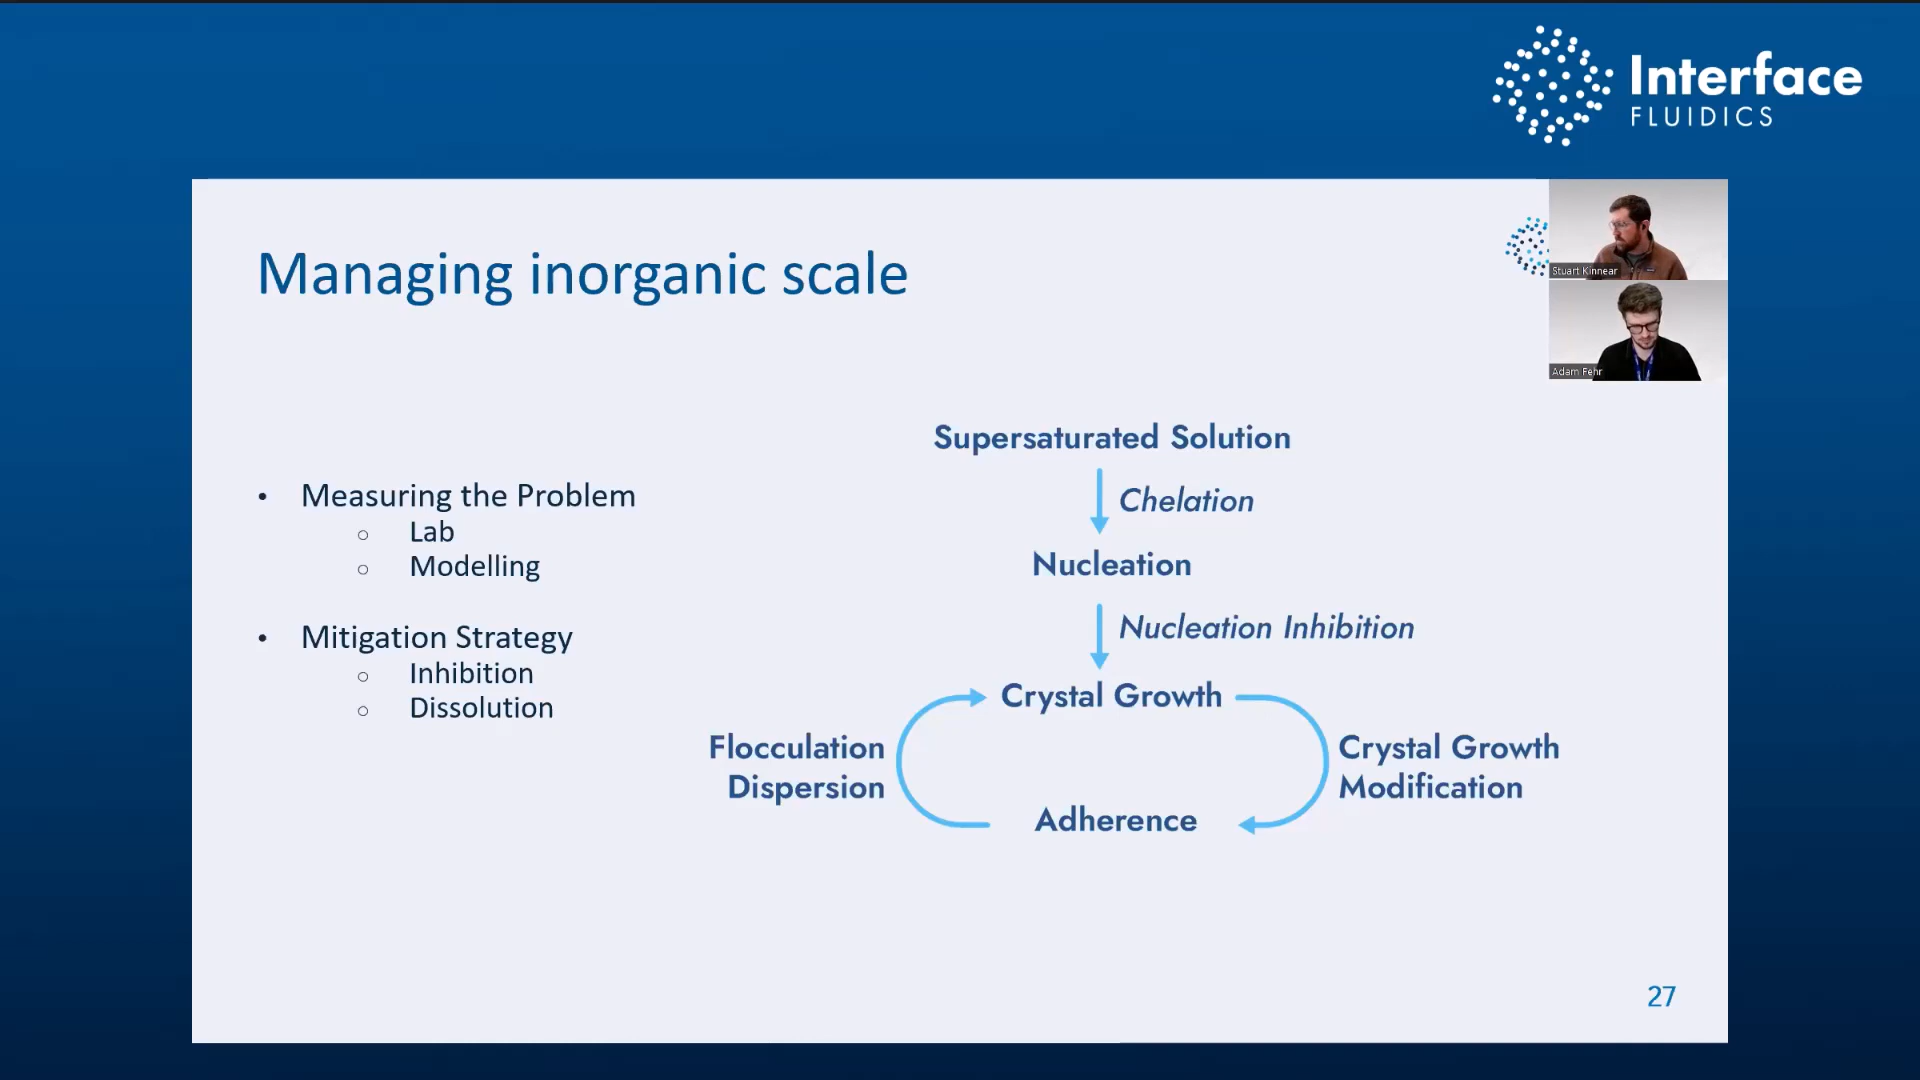 Interface
FLUIDICS
Managing inorganic scale
Stuart Kinnear
Adam Fehr
• Measuring the Problem
○ Lab
○ Modelling
• Mitigation Strategy
○ Inhibition
○ Dissolution
Supersaturated Solution
Chelation
Nucleation
Nucleation Inhibition
Crystal Growth
Flocculation
Dispersion
Crystal Growth
Modification
Adherence
27